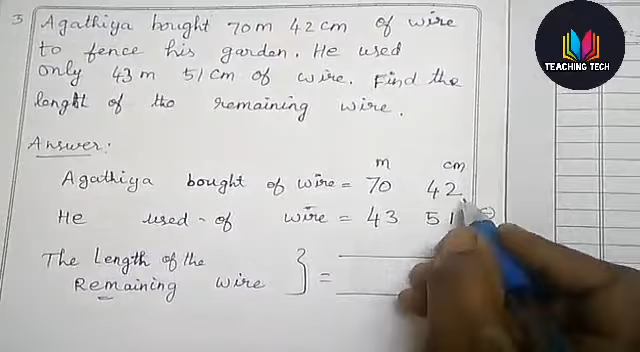 3 Agathiya bought 70m 42cm of wire
to fence his garden. He used
only 43m 51cm of wire. Find the
lenght of the remaining wire.
TEACHING TECH
Answer:
m cm
Agathiya bought of wire = 70 42
He used of wire = 43 51
The Length of the
Remaining wire } =